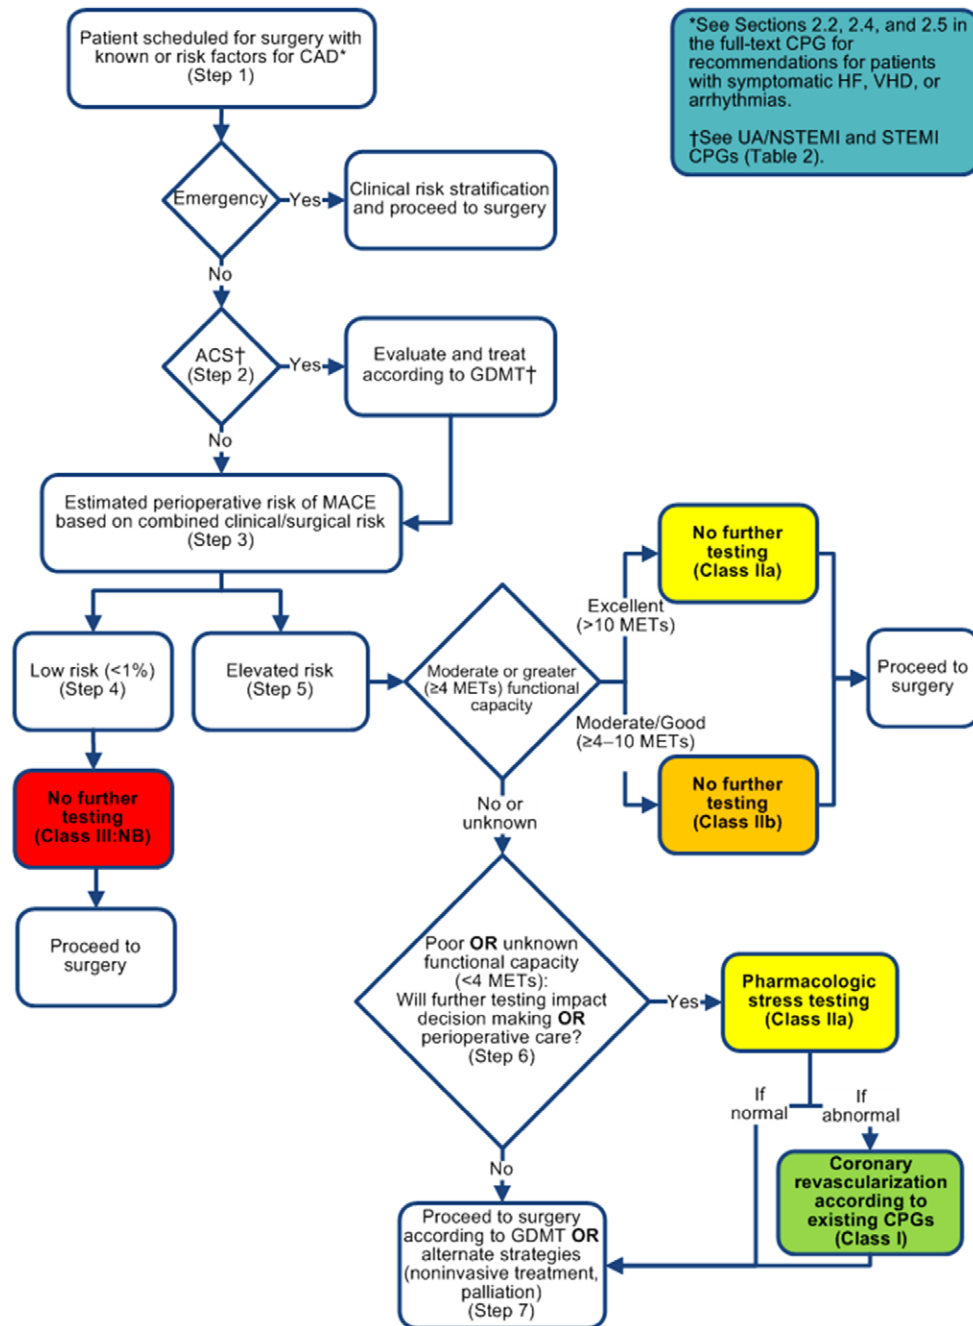 Patient scheduled for surgery with
known or risk factors for CAD*
(Step 1)
*See Sections 2.2, 2.4, and 2.5 in
the full-text CPG for
recommendations for patients
with symptomatic HF, VHD, or
arrhythmias.
†See UA/NSTEMI and STEMI
CPGs (Table 2).
Emergency
Yes
Clinical risk stratification
and proceed to surgery
No
ACS†
(Step 2)
Yes
Evaluate and treat
according to GDMT†
No
Estimated perioperative risk of MACE
based on combined clinical/surgical risk
(Step 3)
Low risk (<1%)
(Step 4)
Elevated risk
(Step 5)
Moderate or greater
(≥4 METs) functional
capacity
Excellent
(>10 METs)
No further
testing
(Class IIa)
Moderate/Good
(≥4–10 METs)
No further
testing
(Class IIb)
Proceed to
surgery
No further
testing
(Class III:NB)
Proceed to
surgery
No or
unknown
Poor OR unknown
functional capacity
(<4 METs):
Will further testing impact
decision making OR
perioperative care?
(Step 6)
Yes
Pharmacologic
stress testing
(Class IIa)
If
normal
If
abnormal
Coronary
revascularization
according to
existing CPGs
(Class I)
No
Proceed to surgery
according to GDMT OR
alternate strategies
(noninvasive treatment,
palliation)
(Step 7)